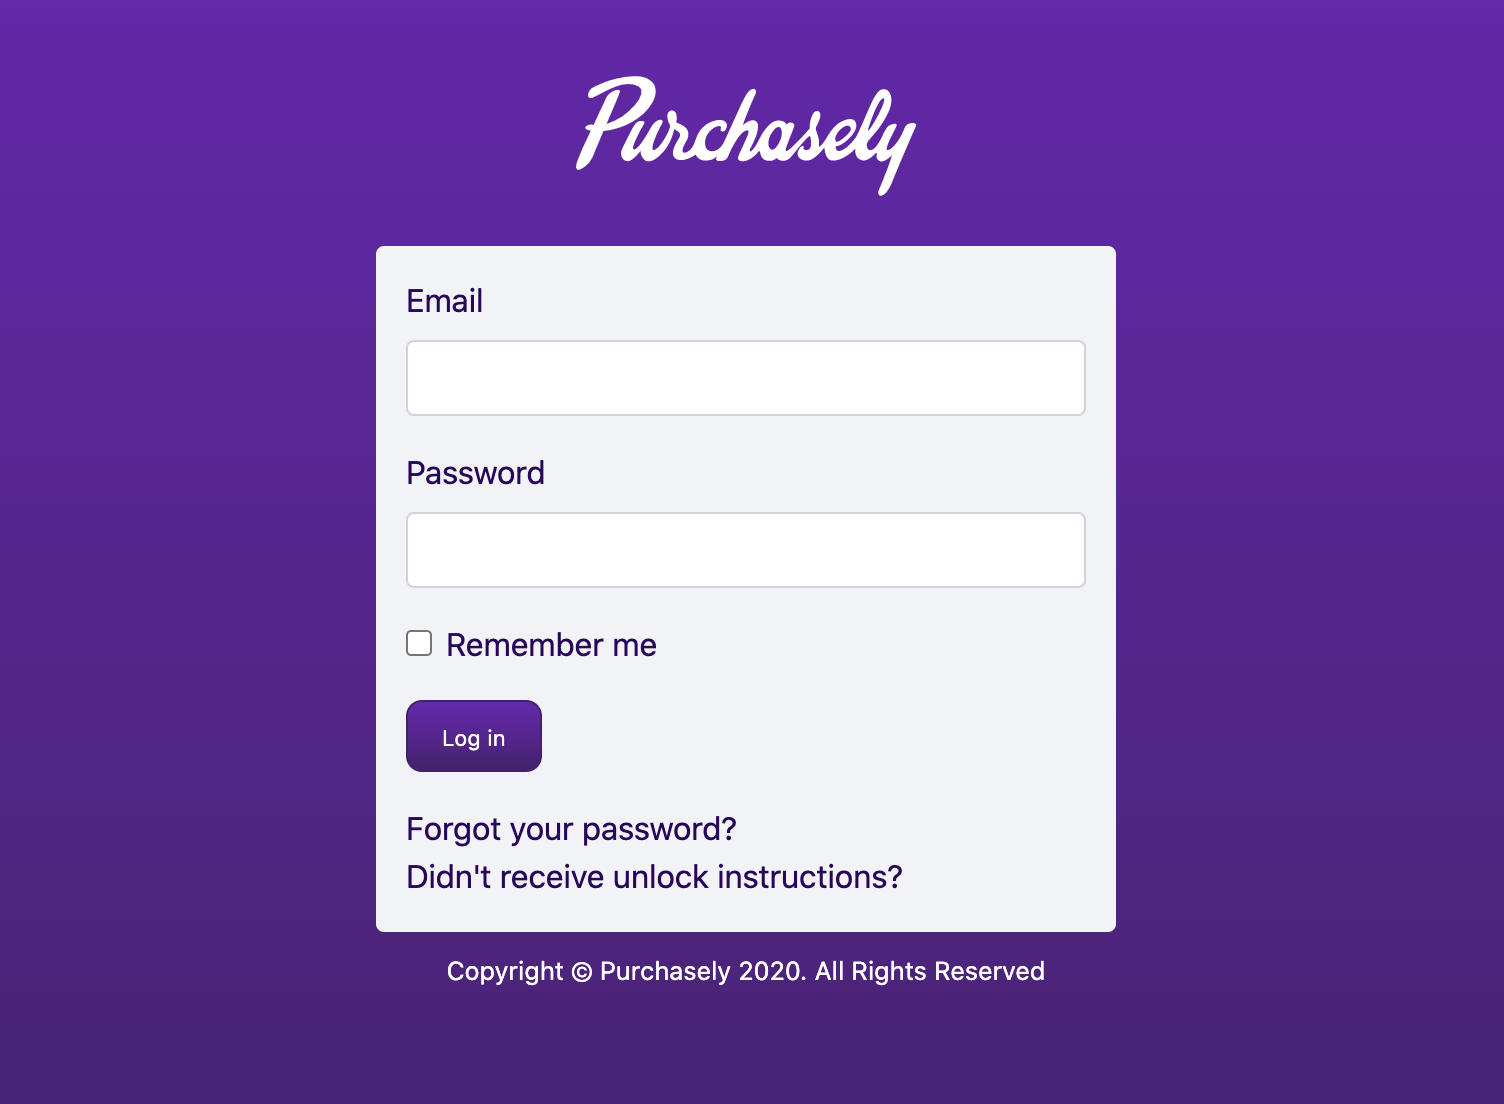 Purchasely
Email
Password
Remember me
Log in
Forgot your password?
Didn't receive unlock instructions?
Copyright © Purchasely 2020. All Rights Reserved